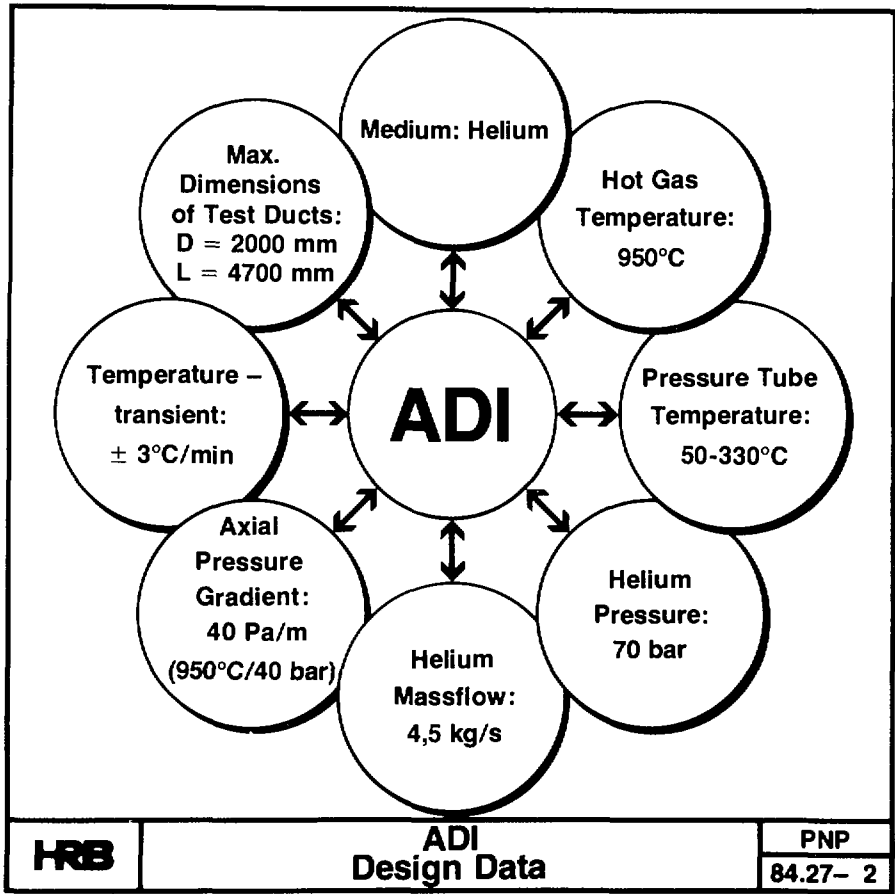 Medium: Helium
Hot Gas
Temperature:
950°C
Pressure Tube
Temperature:
50-330°C
Helium
Pressure:
70 bar
Helium
Massflow:
4,5 kg/s
Axial
Pressure
Gradient:
40 Pa/m
(950°C/40 bar)
Temperature –
transient:
± 3°C/min
Max.
Dimensions
of Test Ducts:
D = 2000 mm
L = 4700 mm
ADI
HRB
ADI
Design Data
PNP
84.27– 2